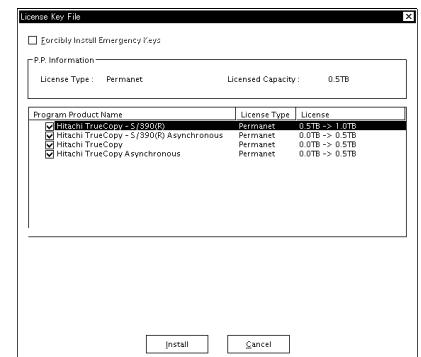 License Key File
Forcibly Install Emergency Keys
P.P. Information
License Type : Permanet Licensed Capacity : 0.5TB
Program Product Name License Type License
Hitachi TrueCopy - S/390(R) Permanet 0.5TB -> 1.0TB
Hitachi TrueCopy - S/390(R) Asynchronous Permanet 0.0TB -> 0.5TB
Hitachi TrueCopy Permanet 0.0TB -> 0.5TB
Hitachi TrueCopy Asynchronous Permanet 0.0TB -> 0.5TB
Install Cancel